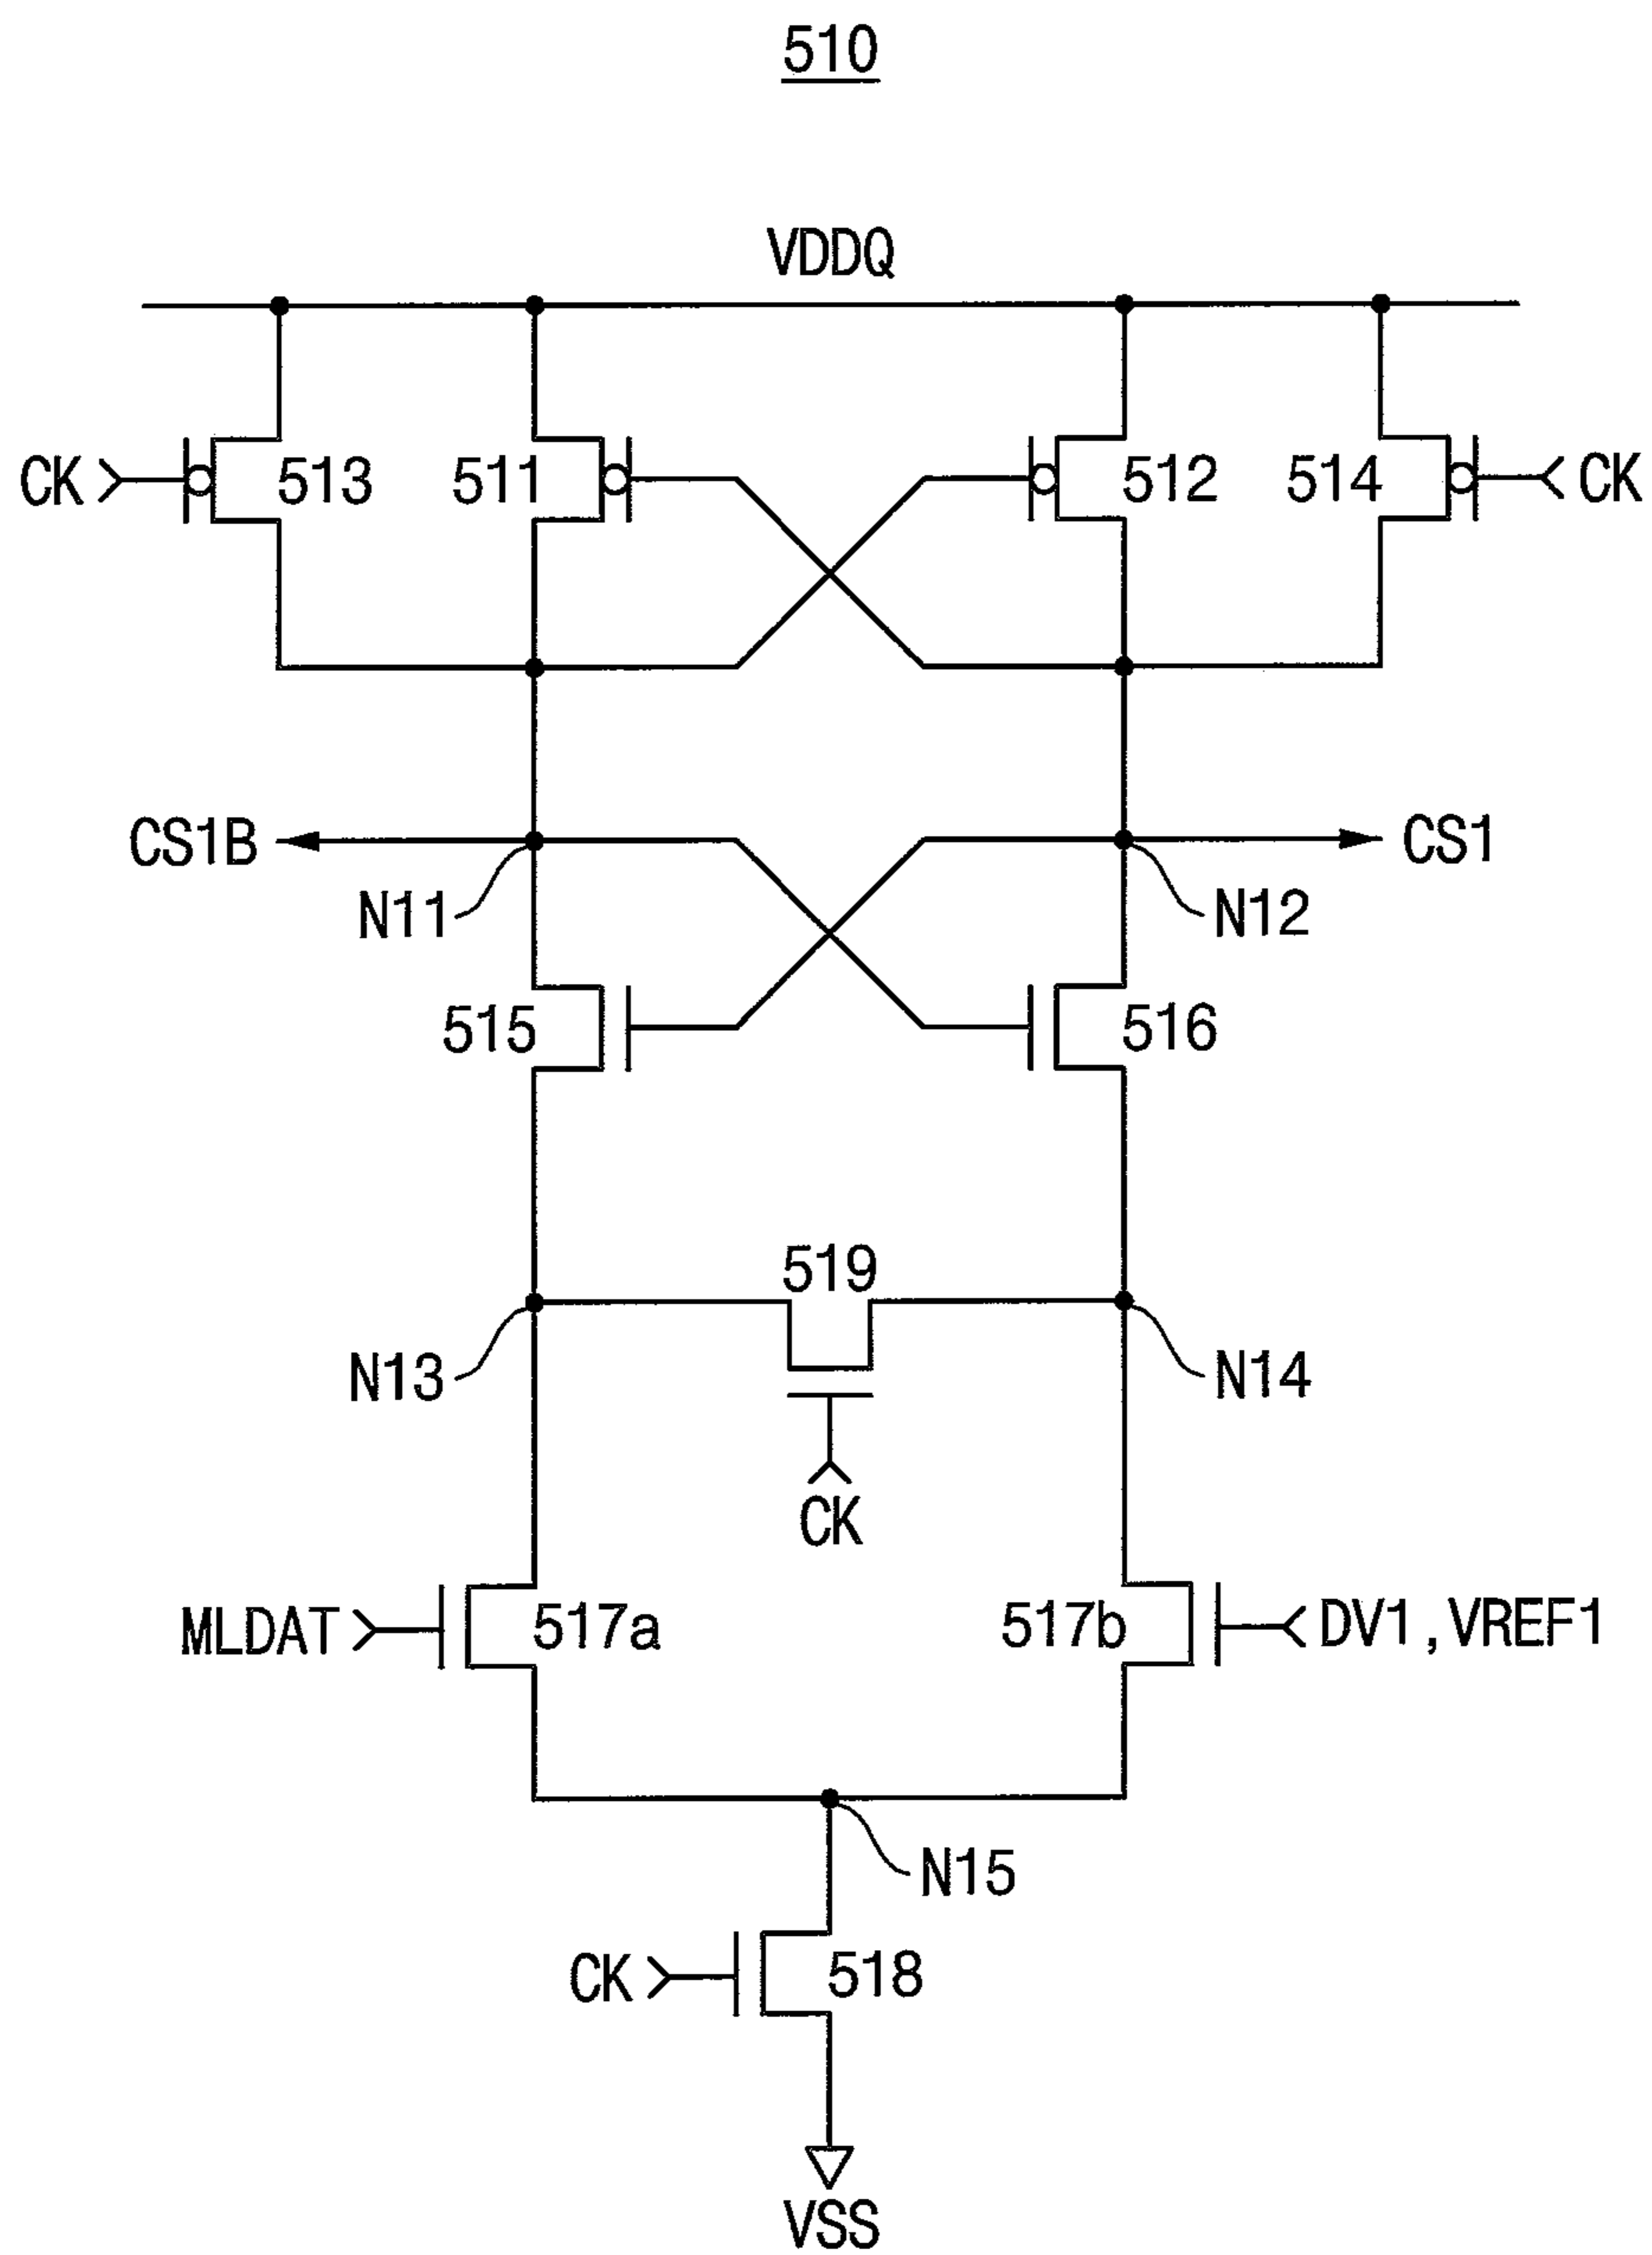 510
VDDQ
CK 513 511 512 514 CK
CS1B CS1
N11 N12
515 516
519
N13 N14
CK
MLDAT 517a 517b DV1,VREF1
N15
CK 518
VSS